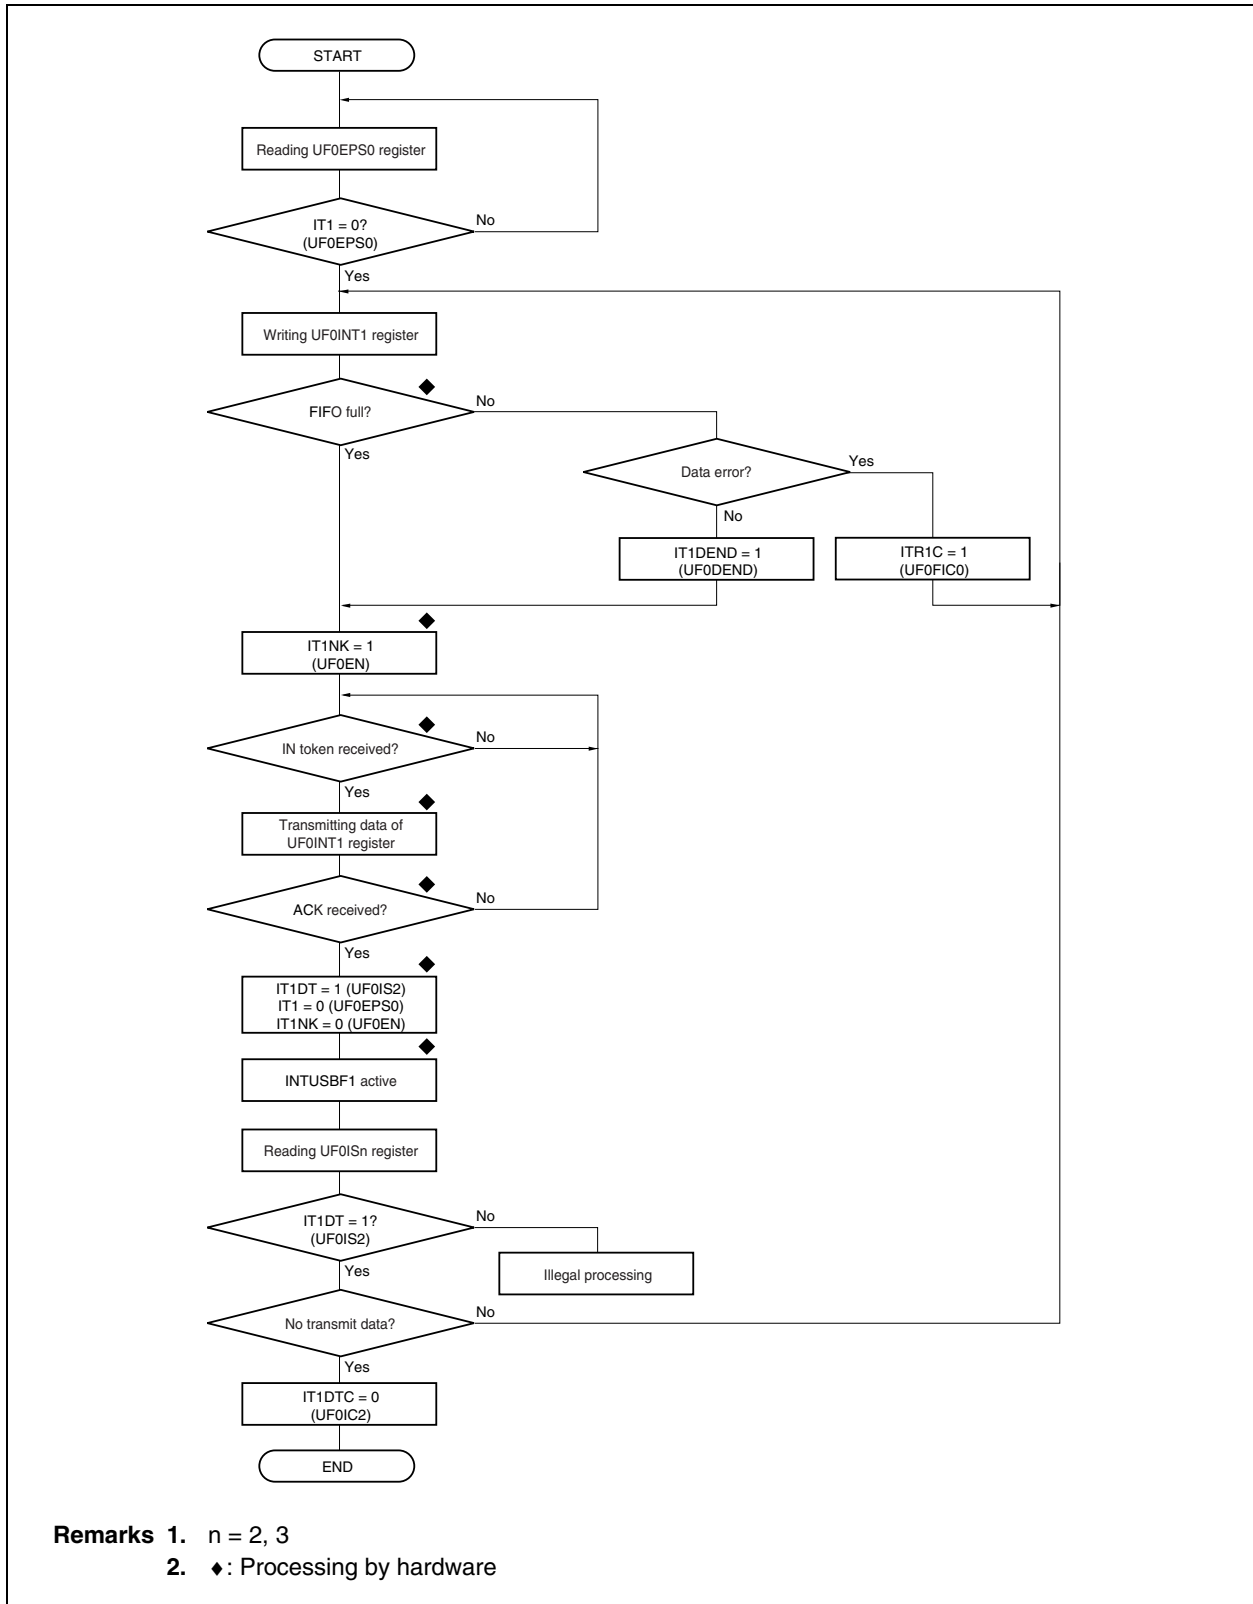 START
Reading UF0EPS0 register
IT1 = 0?
(UF0EPS0)
No
Yes
Writing UF0INT1 register
FIFO full?
No
Yes
Data error?
Yes
No
IT1DEND = 1
(UF0DEND)
ITR1C = 1
(UF0FIC0)
IT1NK = 1
(UF0EN)
IN token received?
No
Yes
Transmitting data of
UF0INT1 register
ACK received?
No
Yes
IT1DT = 1 (UF0IS2)
IT1 = 0 (UF0EPS0)
IT1NK = 0 (UF0EN)
INTUSBF1 active
Reading UF0ISn register
IT1DT = 1?
(UF0IS2)
No
Yes
Illegal processing
No transmit data?
No
Yes
IT1DTC = 0
(UF0IC2)
END
Remarks 1. n = 2, 3
2. ♦: Processing by hardware